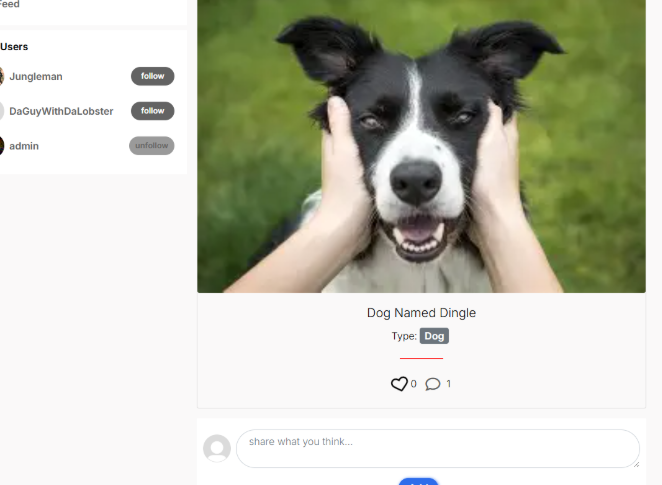 Feed
Users
Jungleman follow
DaGuyWithDaLobster follow
admin unfollow
Dog Named Dingle
Type: Dog
0 1
share what you think...